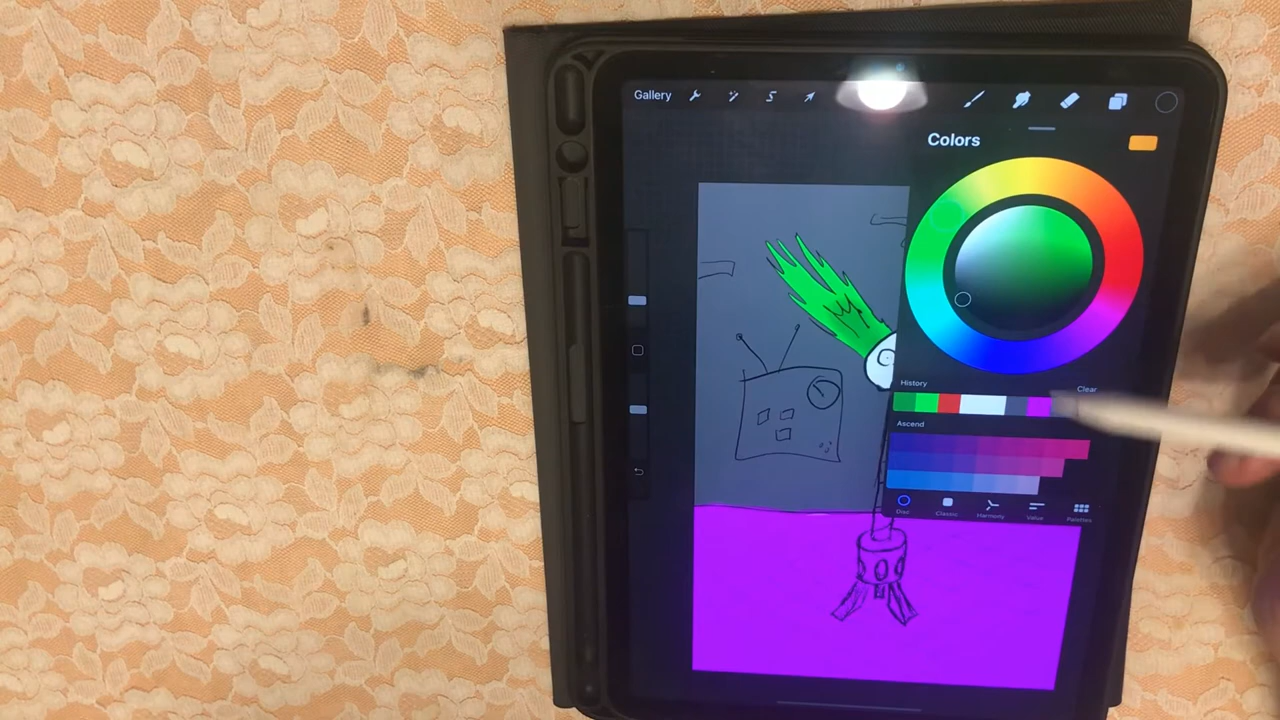 Gallery
Colors
History Clear
Ascend
Disc Classic Harmony Value Palettes